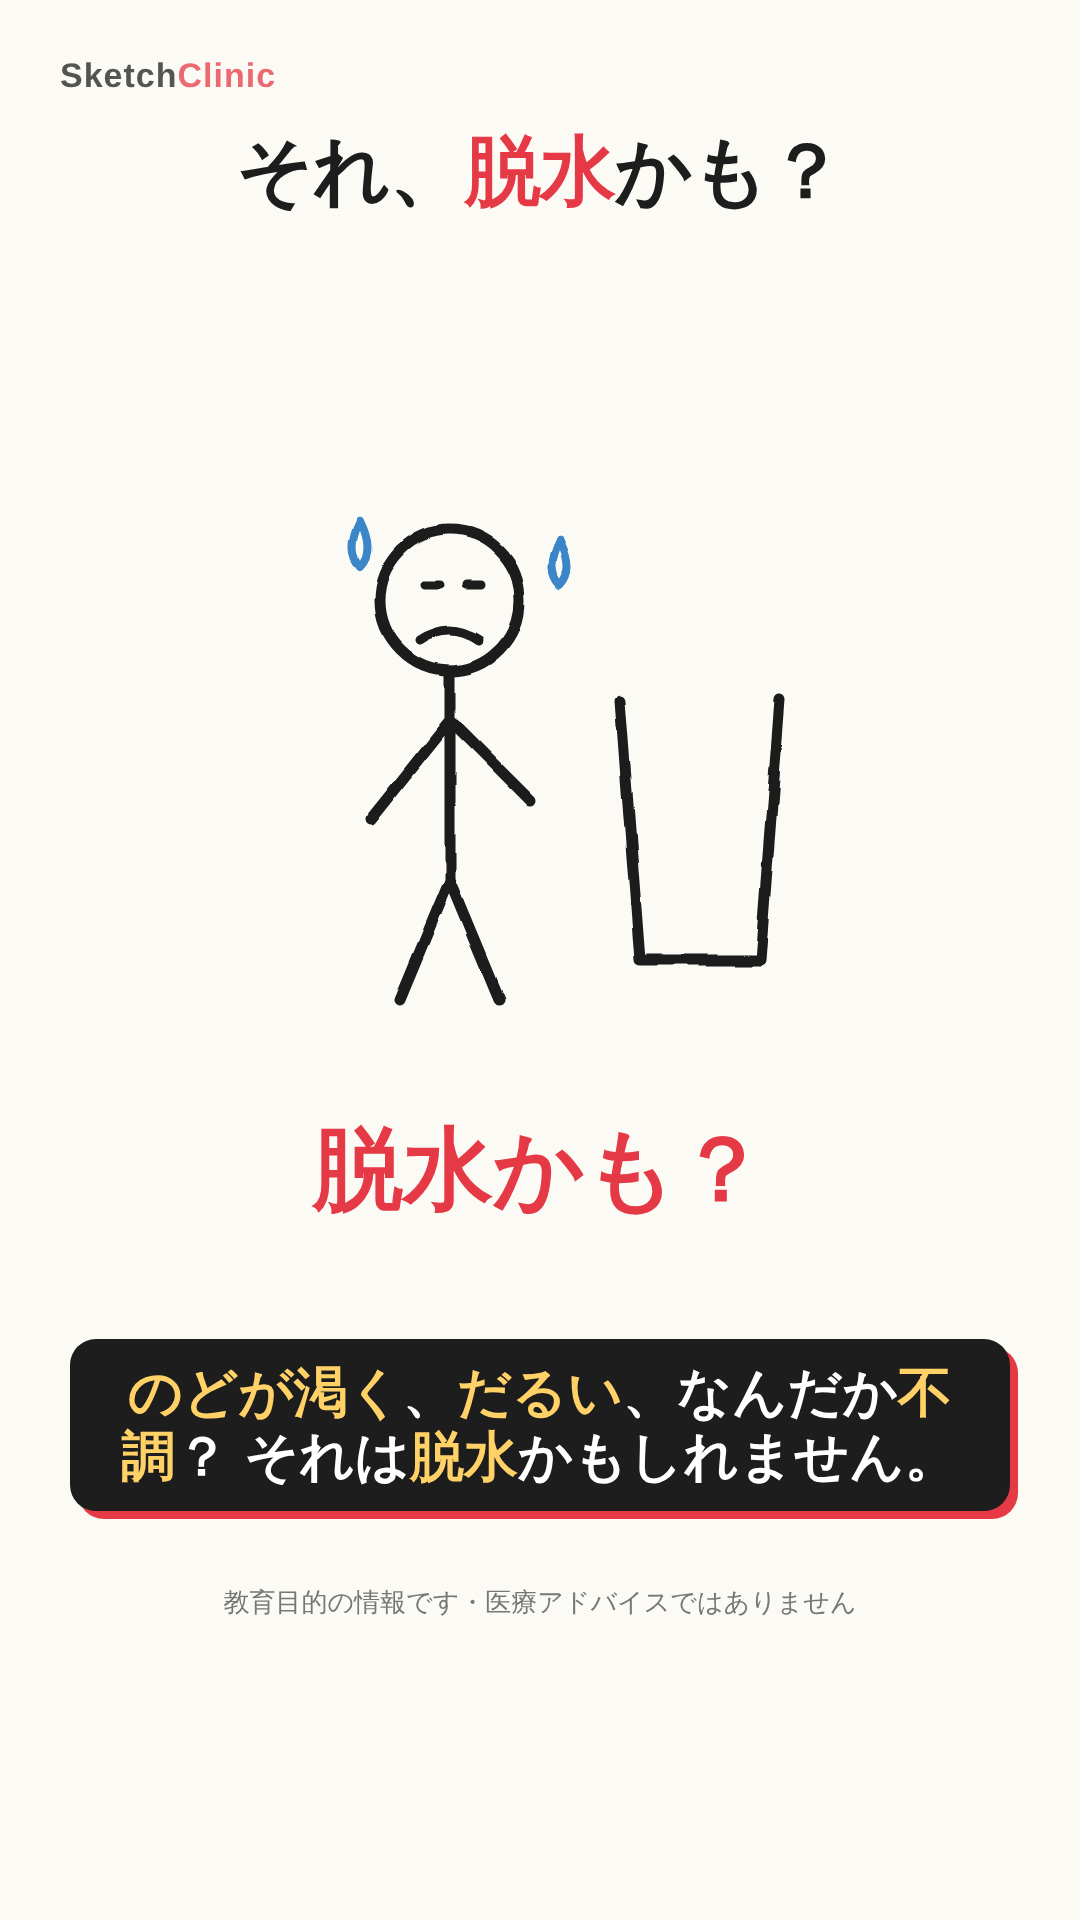 SketchClinic
それ、脱水かも？
脱水かも？
のどが渇く、だるい、なんだか不
調？ それは脱水かもしれません。
教育目的の情報です・医療アドバイスではありません